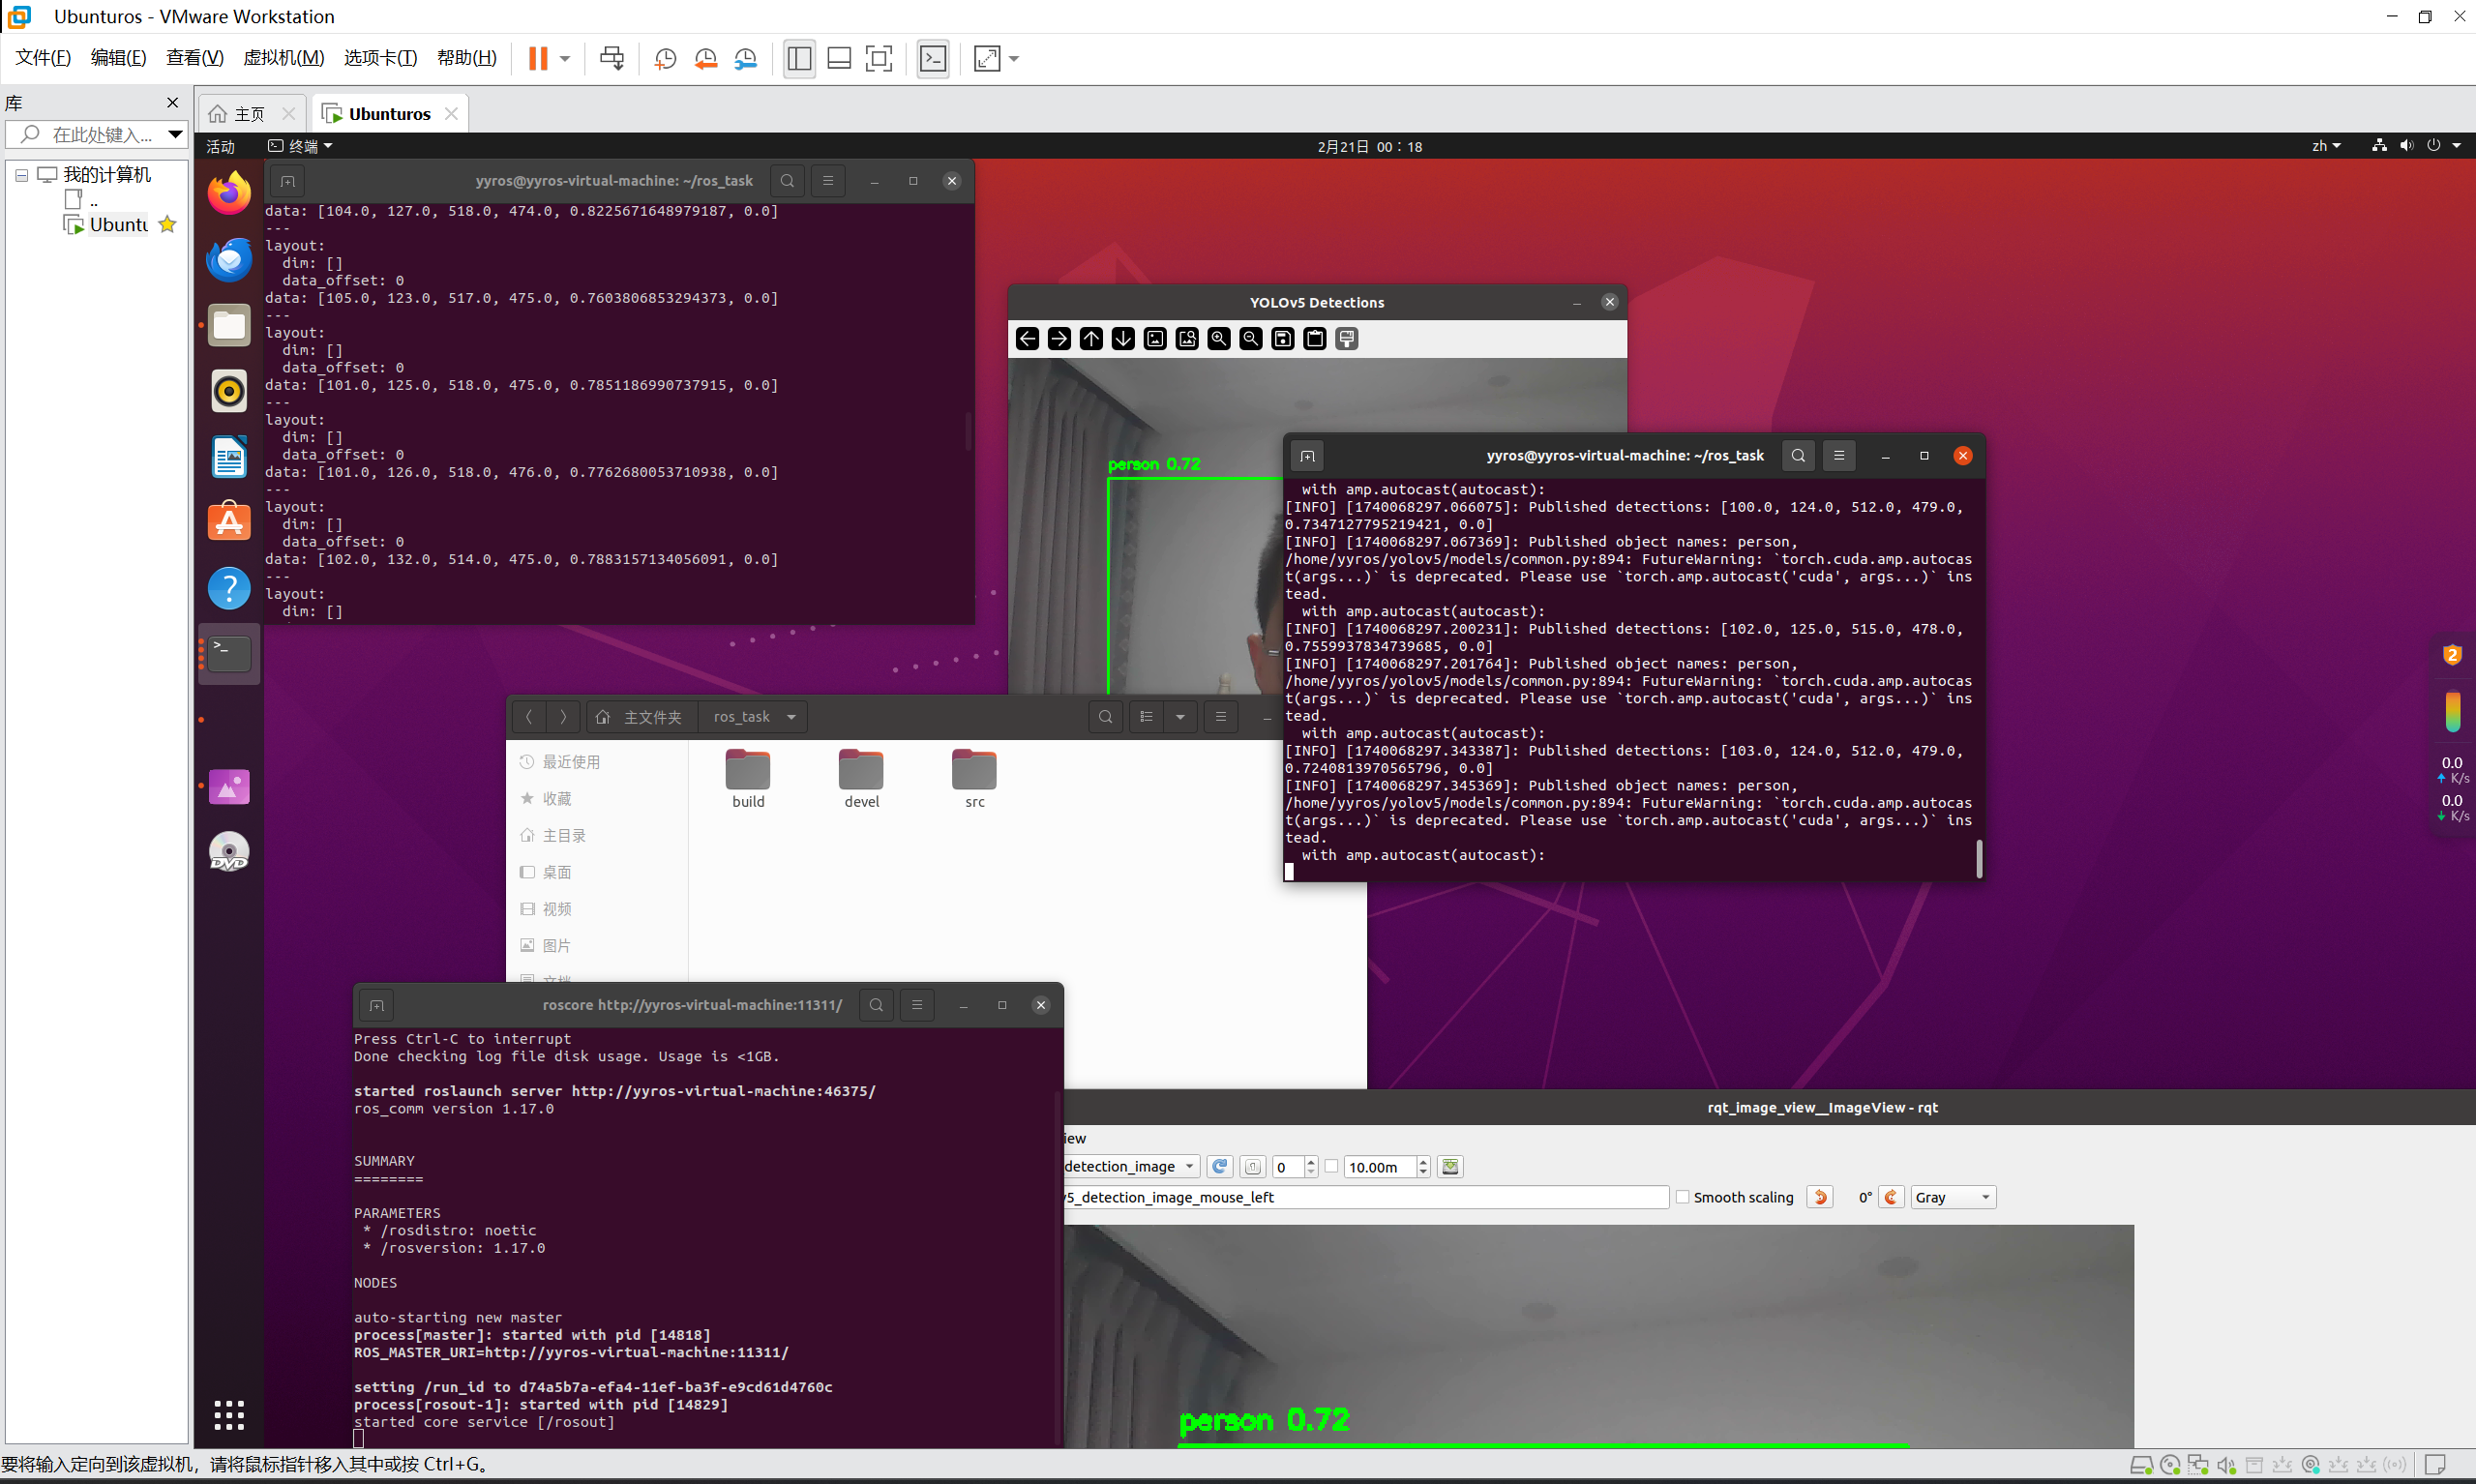 Ubunturos - VMware Workstation
文件(F) 编辑(E) 查看(V) 虚拟机(M) 选项卡(T) 帮助(H)
库
在此处键入...
我的计算机
..
Ubuntu
主页
Ubunturos
活动
终端
2月21日 00：18
zh
yyros@yyros-virtual-machine: ~/ros_task
data: [104.0, 127.0, 518.0, 474.0, 0.8225671648979187, 0.0]
---
layout:
dim: []
data_offset: 0
data: [105.0, 123.0, 517.0, 475.0, 0.7603806853294373, 0.0]
---
layout:
dim: []
data_offset: 0
data: [101.0, 125.0, 518.0, 475.0, 0.7851186990737915, 0.0]
---
layout:
dim: []
data_offset: 0
data: [101.0, 126.0, 518.0, 476.0, 0.7762680053710938, 0.0]
---
layout:
dim: []
data_offset: 0
data: [102.0, 132.0, 514.0, 475.0, 0.7883157134056091, 0.0]
---
layout:
dim: []
YOLOv5 Detections
person 0.72
yyros@yyros-virtual-machine: ~/ros_task
with amp.autocast(autocast):
[INFO] [1740068297.066075]: Published detections: [100.0, 124.0, 512.0, 479.0,
0.7347127795219421, 0.0]
[INFO] [1740068297.067369]: Published object names: person,
/home/yyros/yolov5/models/common.py:894: FutureWarning: `torch.cuda.amp.autocas
t(args...)` is deprecated. Please use `torch.amp.autocast('cuda', args...)` ins
tead.
with amp.autocast(autocast):
[INFO] [1740068297.200231]: Published detections: [102.0, 125.0, 515.0, 478.0,
0.7559937834739685, 0.0]
[INFO] [1740068297.201764]: Published object names: person,
/home/yyros/yolov5/models/common.py:894: FutureWarning: `torch.cuda.amp.autocas
t(args...)` is deprecated. Please use `torch.amp.autocast('cuda', args...)` ins
tead.
with amp.autocast(autocast):
[INFO] [1740068297.343387]: Published detections: [103.0, 124.0, 512.0, 479.0,
0.7240813970565796, 0.0]
[INFO] [1740068297.345369]: Published object names: person,
/home/yyros/yolov5/models/common.py:894: FutureWarning: `torch.cuda.amp.autocas
t(args...)` is deprecated. Please use `torch.amp.autocast('cuda', args...)` ins
tead.
with amp.autocast(autocast):
主文件夹
ros_task
最近使用
收藏
主目录
桌面
视频
图片
build
devel
src
DVD
2
0.0
K/s
0.0
K/s
roscore http://yyros-virtual-machine:11311/
Press Ctrl-C to interrupt
Done checking log file disk usage. Usage is <1GB.
started roslaunch server http://yyros-virtual-machine:46375/
ros_comm version 1.17.0
SUMMARY
========
PARAMETERS
* /rosdistro: noetic
* /rosversion: 1.17.0
NODES
auto-starting new master
process[master]: started with pid [14818]
ROS_MASTER_URI=http://yyros-virtual-machine:11311/
setting /run_id to d74a5b7a-efa4-11ef-ba3f-e9cd61d4760c
process[rosout-1]: started with pid [14829]
started core service [/rosout]
rqt_image_view__ImageView - rqt
iew
detection_image
0
10.00m
v5_detection_image_mouse_left
Smooth scaling
0°
Gray
person 0.72
要将输入定向到该虚拟机，请将鼠标指针移入其中或按 Ctrl+G。